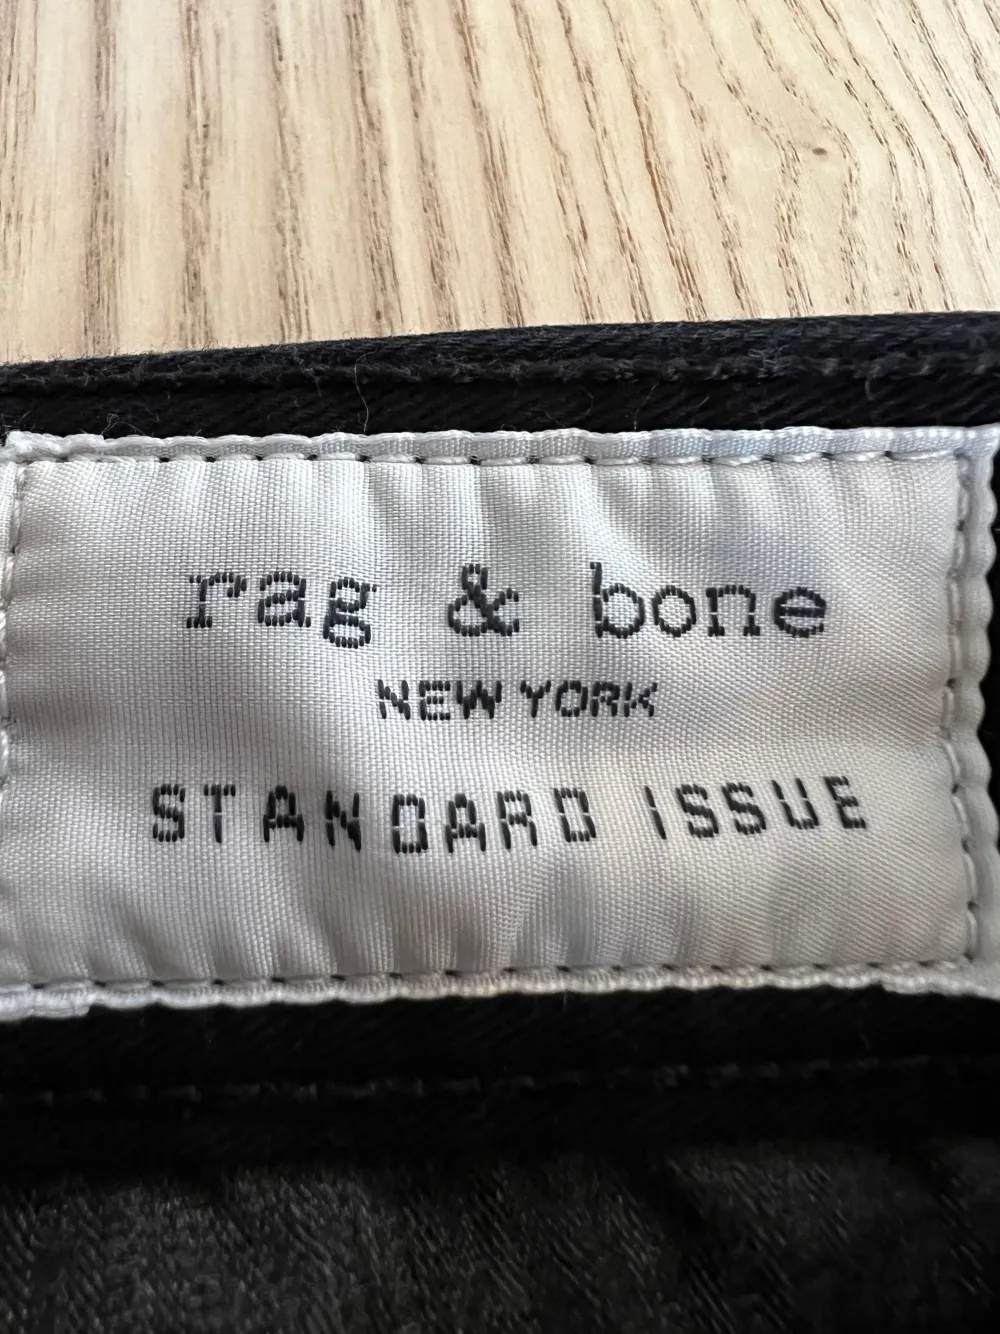 rag & bone
NEW YORK
STANDARD ISSUE